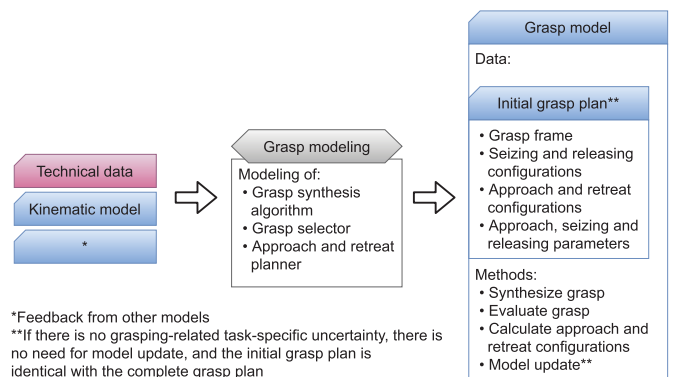 Technical data
Kinematic model
*
Grasp modeling
Modeling of:
• Grasp synthesis
algorithm
• Grasp selector
• Approach and retreat
planner
Grasp model
Data:
Initial grasp plan**
• Grasp frame
• Seizing and releasing
configurations
• Approach and retreat
configurations
• Approach, seizing and
releasing parameters
Methods:
• Synthesize grasp
• Evaluate grasp
• Calculate approach and
retreat configurations
• Model update**
*Feedback from other models
**If there is no grasping-related task-specific uncertainty, there is
no need for model update, and the initial grasp plan is
identical with the complete grasp plan